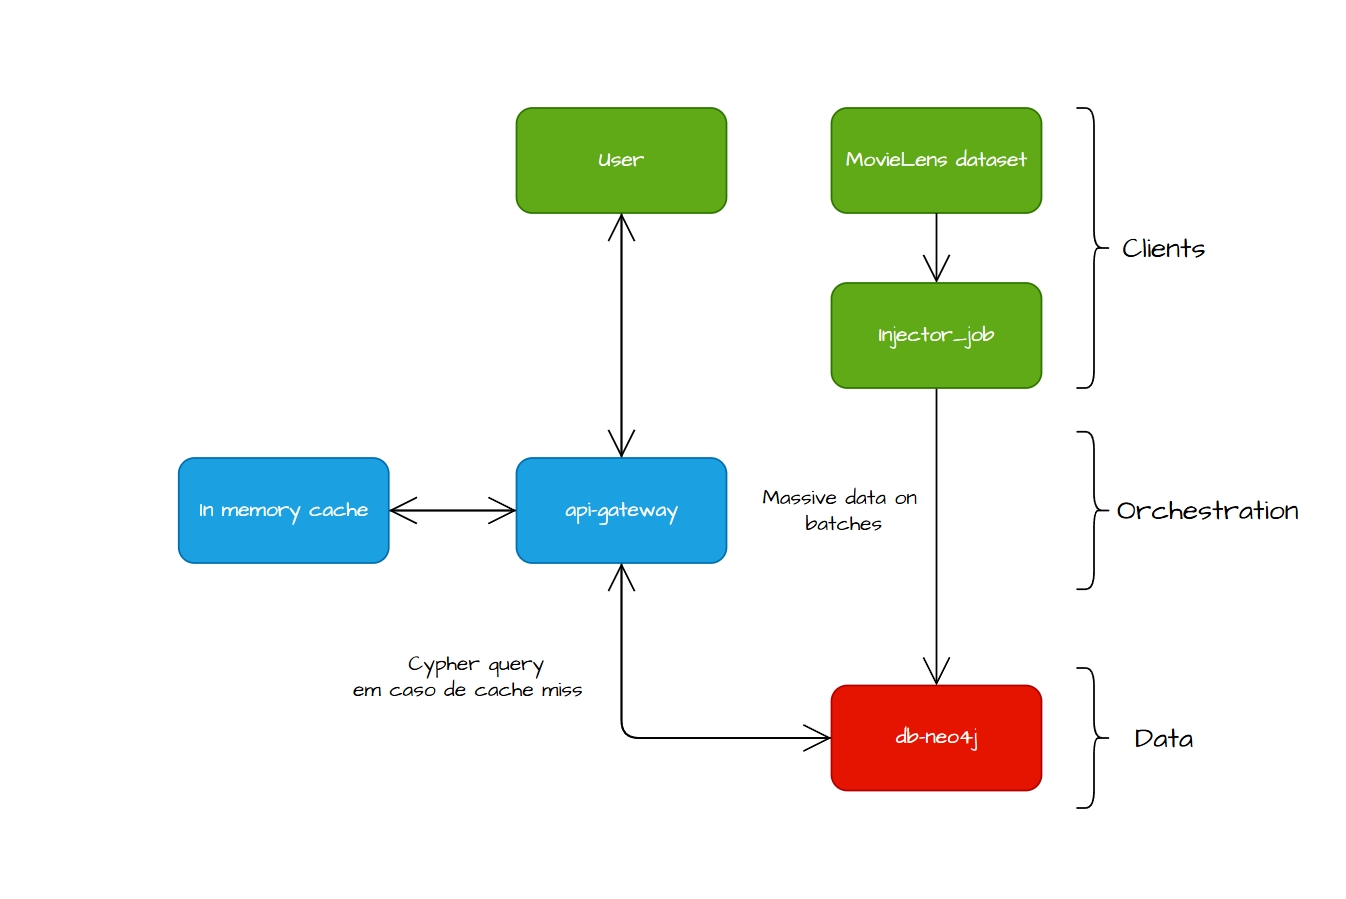 User
MovieLens dataset
Clients
Injector_job
In memory cache
api-gateway
Massive data on
batches
Orchestration
Cypher query
em caso de cache miss
db-neo4j
Data